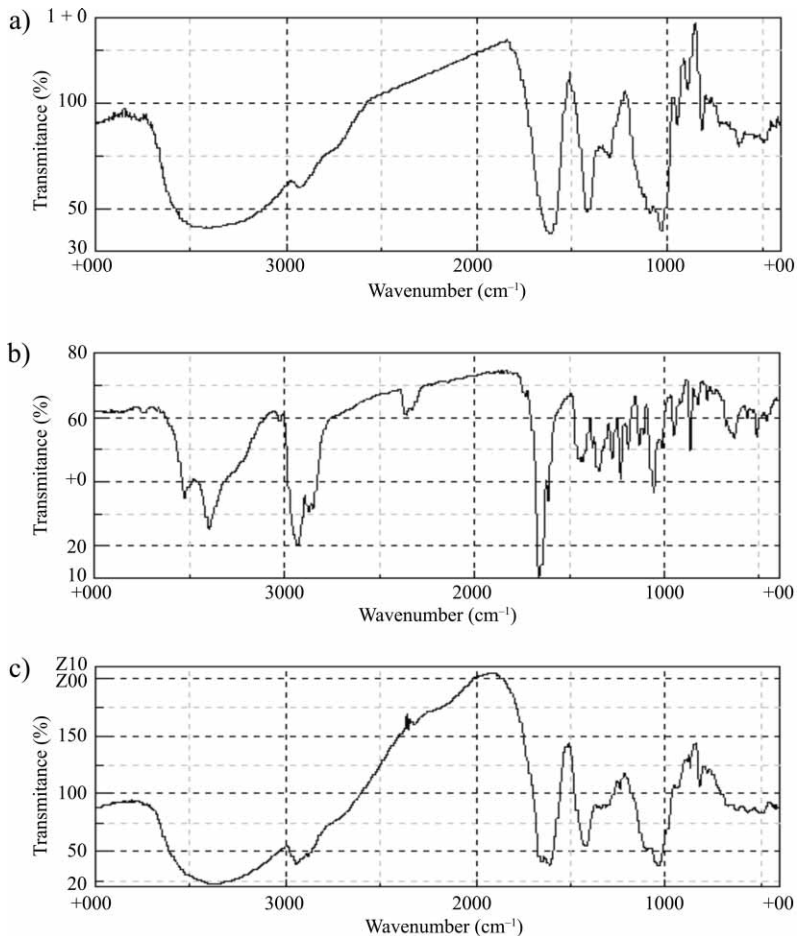 a)
1 + 0
100
50
30
Transmitance (%)
+000 3000 2000 1000 +00
Wavenumber (cm⁻¹)
b)
80
60
+0
20
10
Transmitance (%)
+000 3000 2000 1000 +00
Wavenumber (cm⁻¹)
c)
Z10
Z00
150
100
50
20
Transmitance (%)
+000 3000 2000 1000 +00
Wavenumber (cm⁻¹)